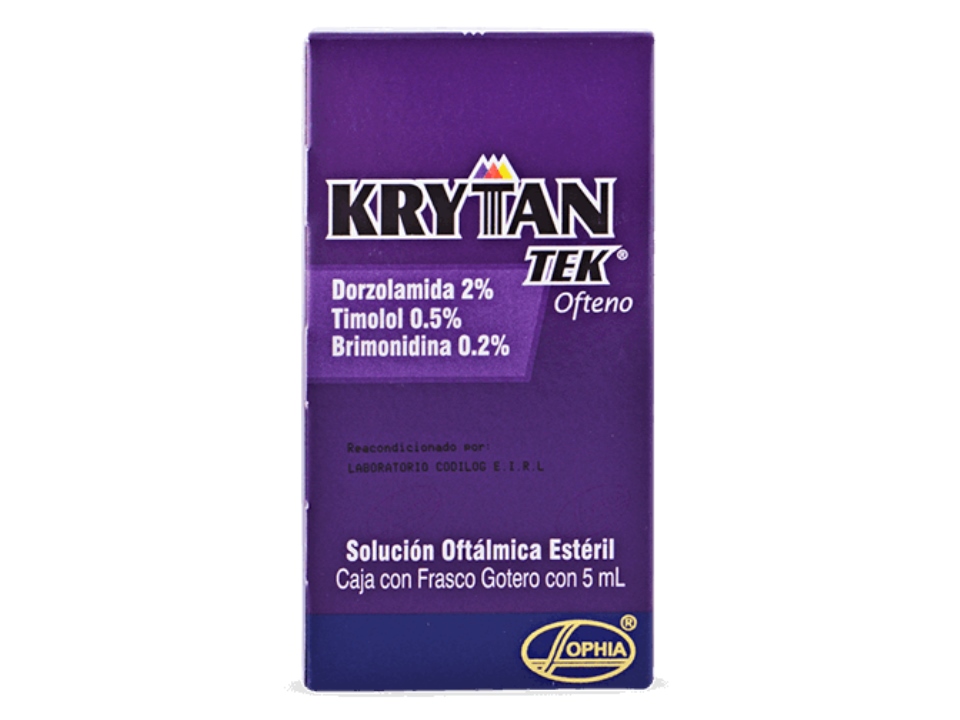 KRYTAN
TEK®
Ofteno
Dorzolamida 2%
Timolol 0.5%
Brimonidina 0.2%
Reacondicionado por:
LABORATORIO CODILOG E.I.R.L
Solución Oftálmica Estéril
Caja con Frasco Gotero con 5 mL
SOPHIA®